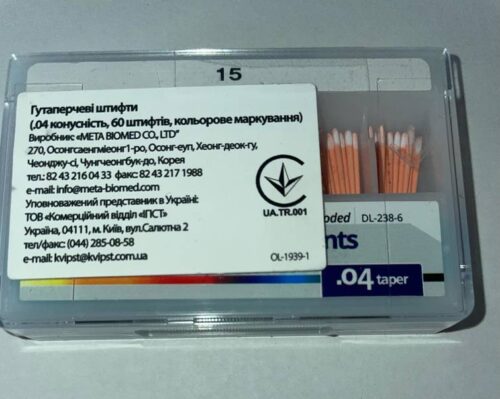 15
Гутаперчеві штифти
(.04 конусність, 60 штифтів, кольорове маркування)
Виробник: «META BIOMED CO., LTD"
270, Осонгсаенгмієонг1-ро, Осонг-еуп, Хеонг-деок-гу,
Чеонджу-сі, Чунгчеонгбук-до, Корея
тел.: 82 43 216 04 33 факс: 82 43 217 1988
e-mail: info@meta-biomed.com
Уповноважений представник в Україні:
ТОВ «Комерційний відділ «ІПСТ»
Україна, 04111, м. Київ, вул.Салютна 2
тел/факс: (044) 285-08-58
e-mail: kvipst@kvipst.com.ua
UA.TR.001
OL-1939-1
DL-238-6
.04 taper